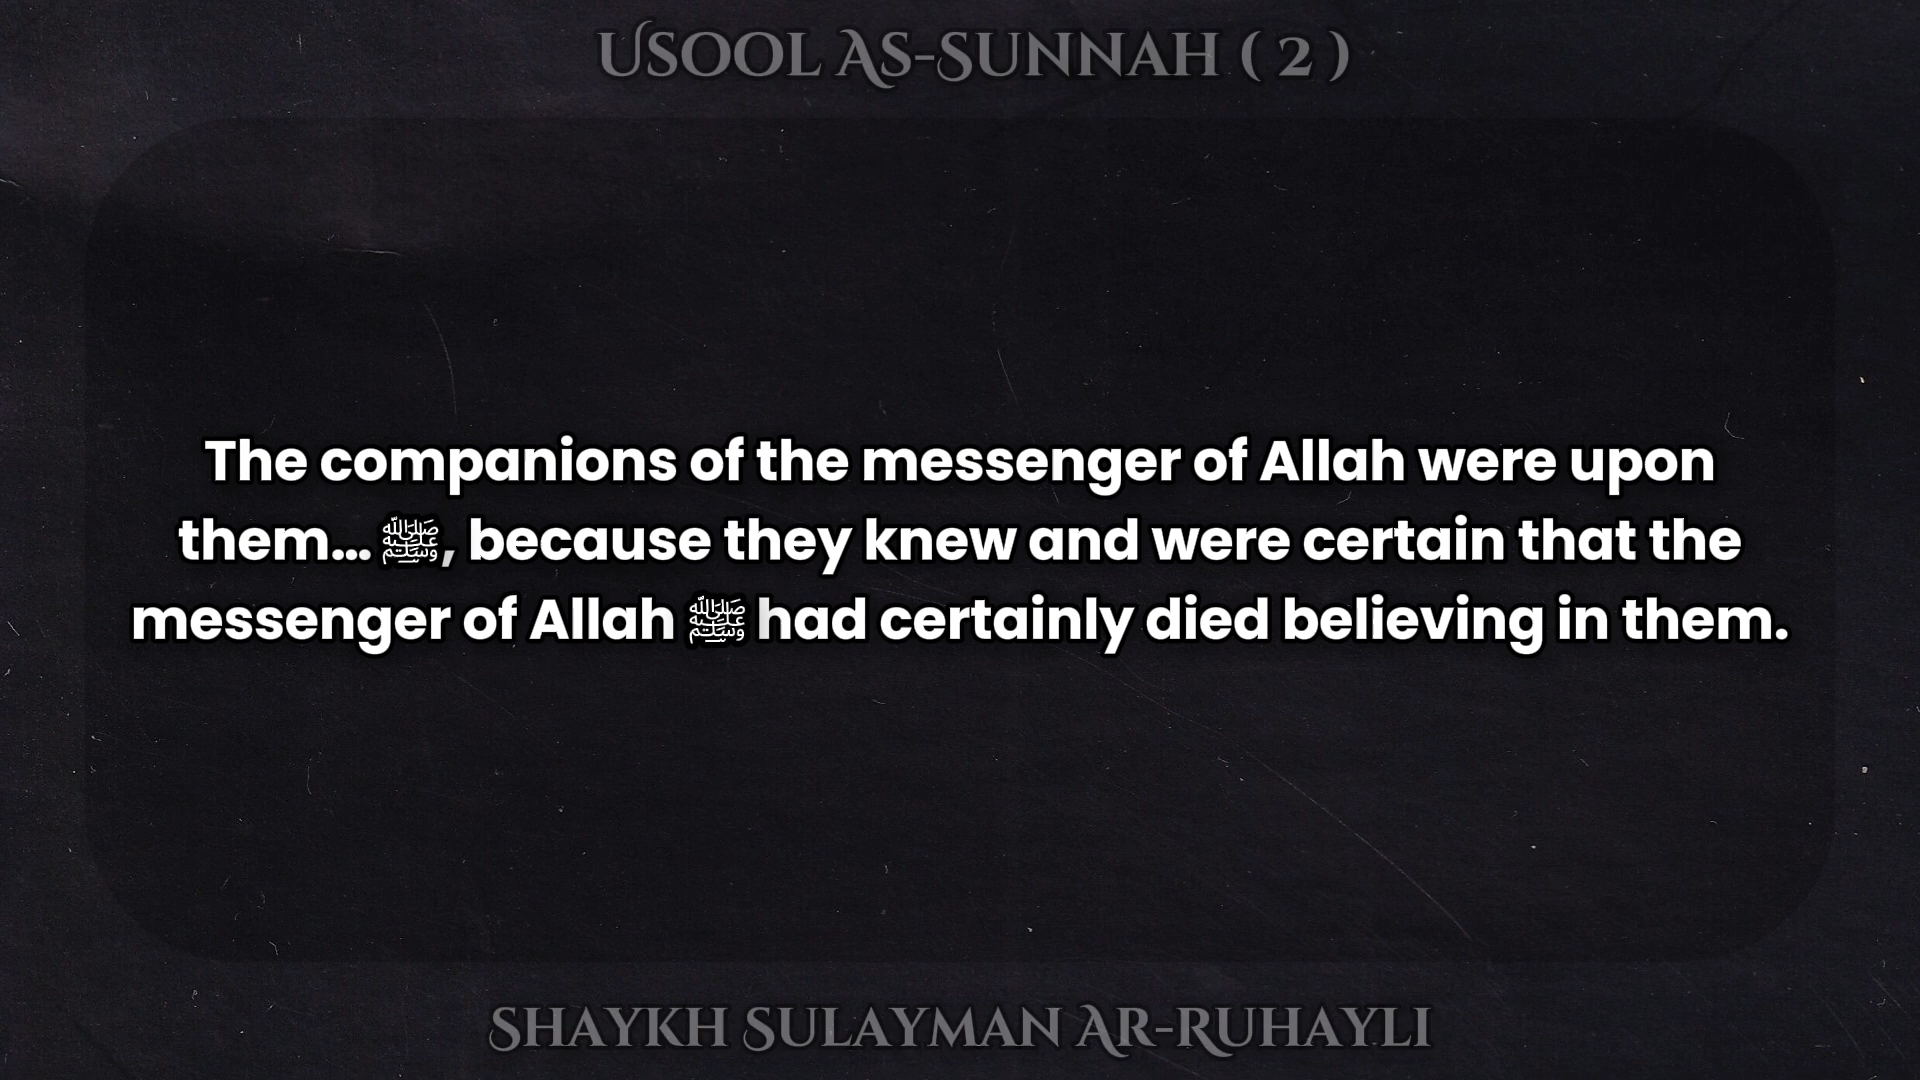 Usool As-Sunnah ( 2 )
The companions of the messenger of Allah were upon
them... ﷺ, because they knew and were certain that the
messenger of Allah ﷺ had certainly died believing in them.
Shaykh Sulayman Ar-Ruhayli